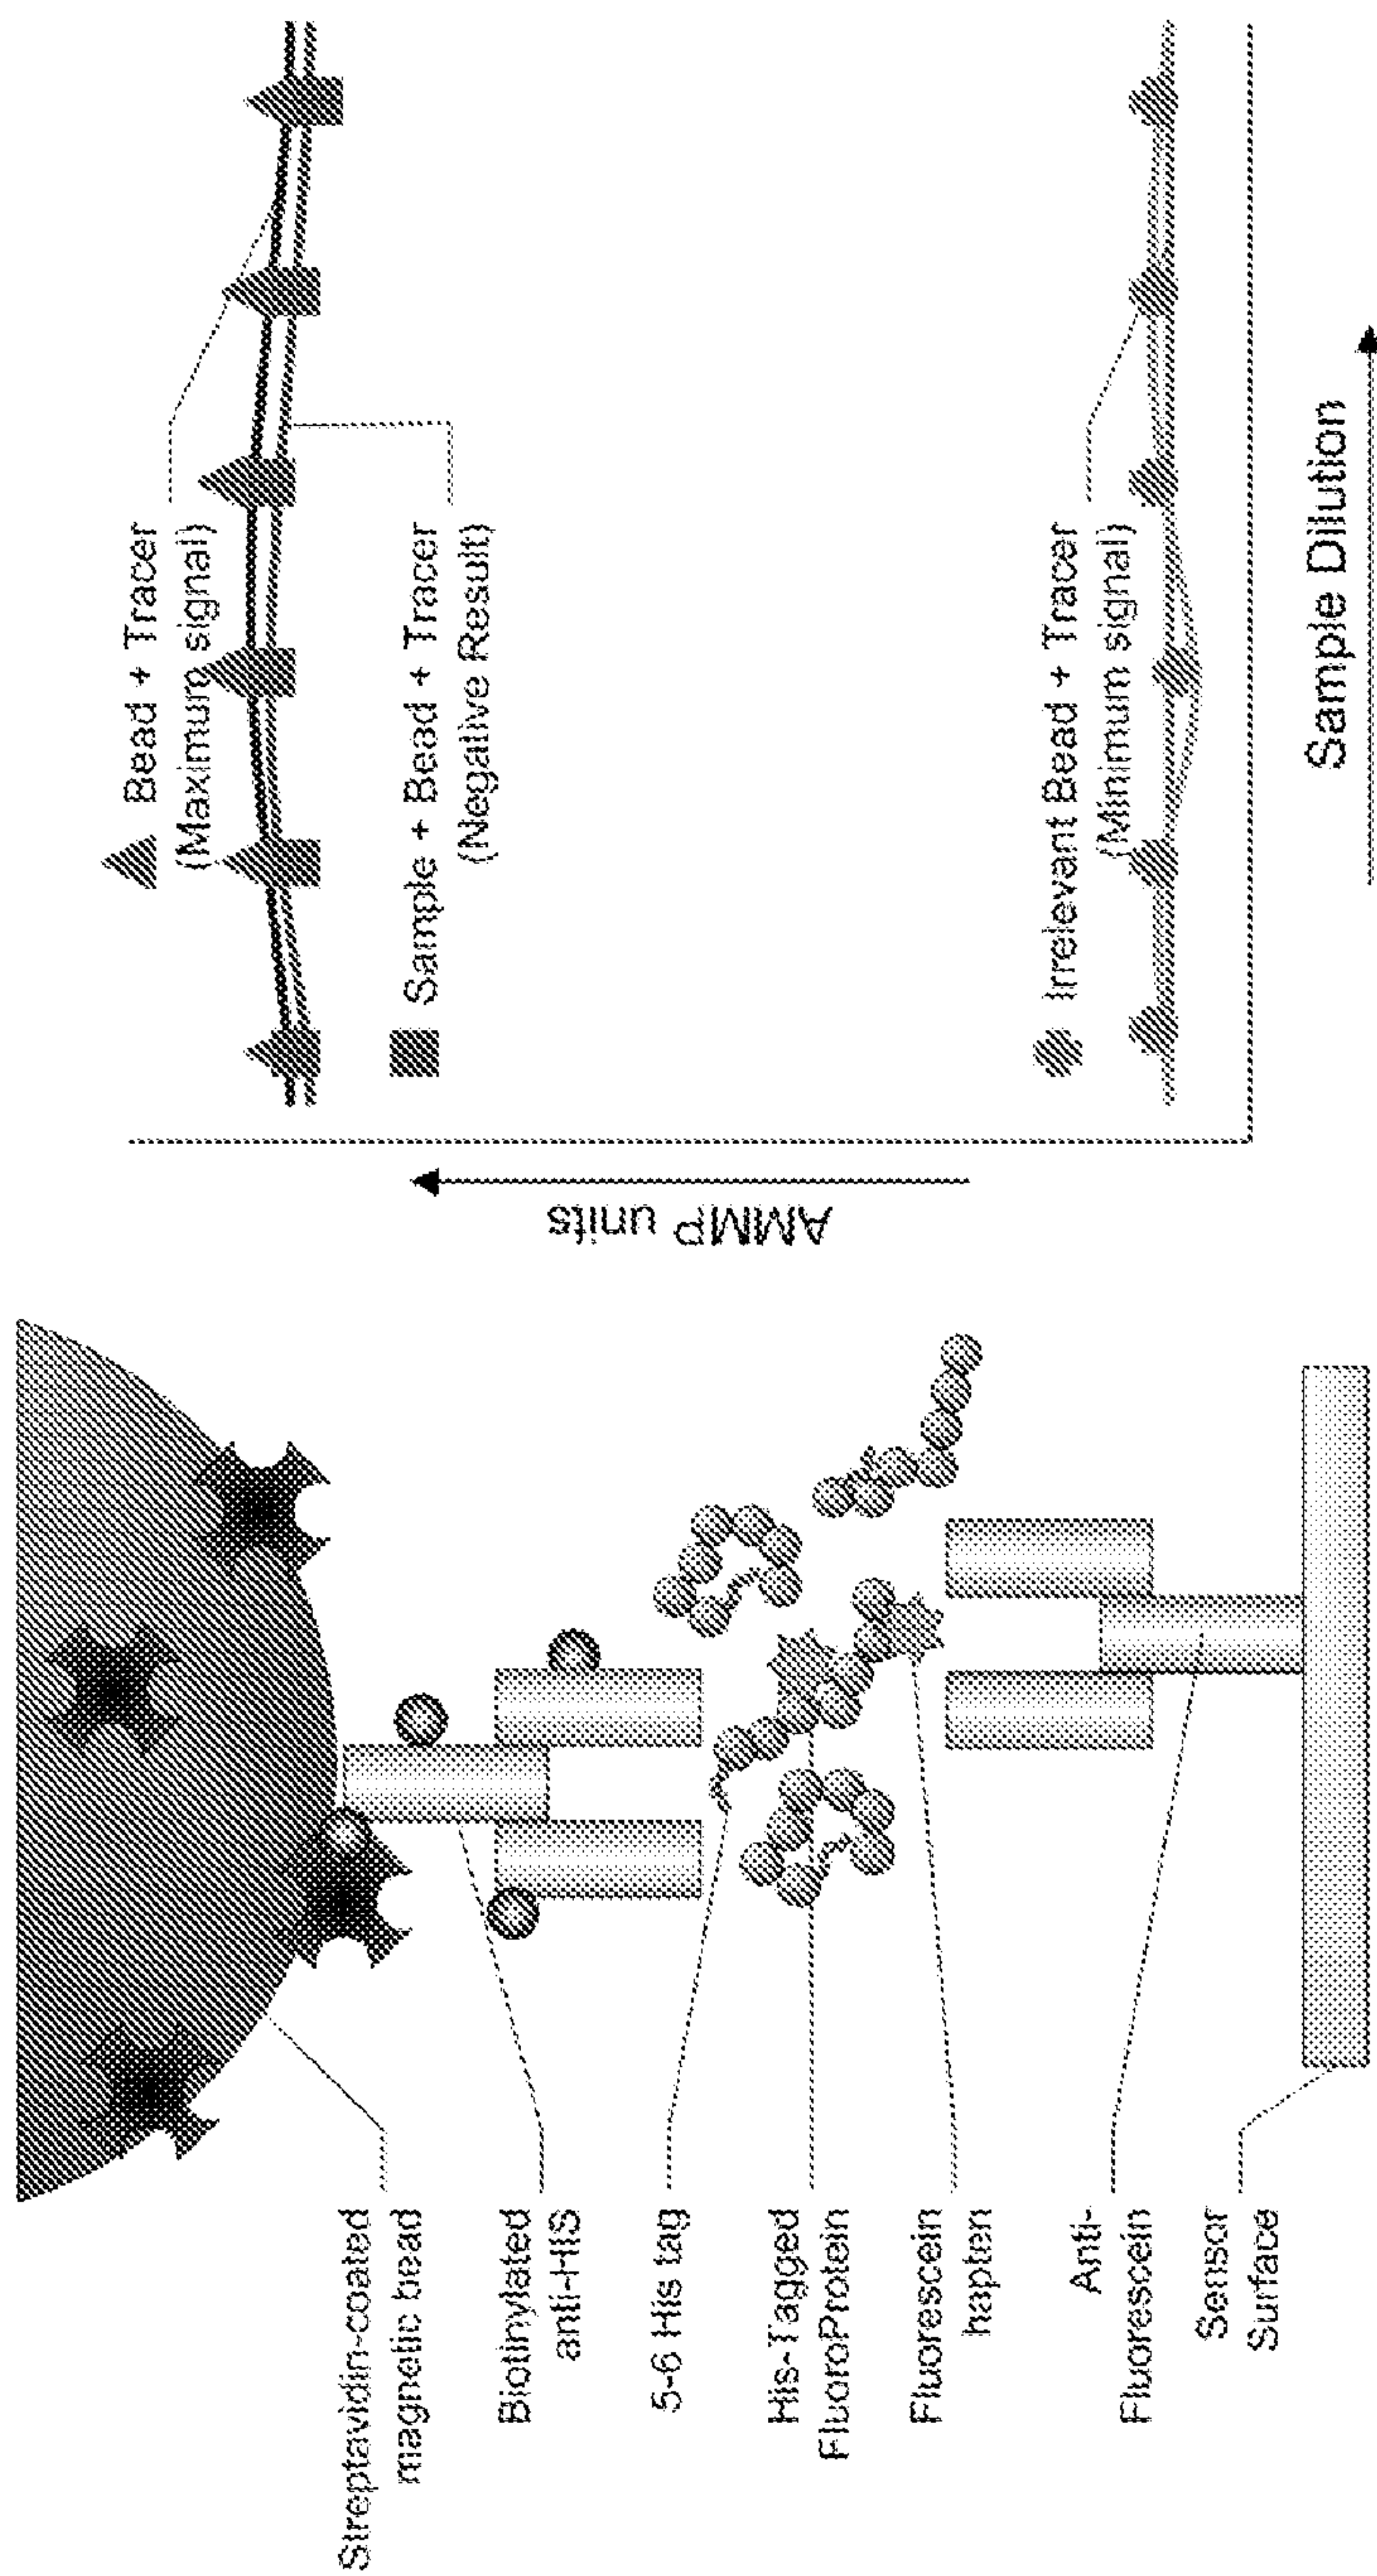 Streptavidin-coated
magnetic bead
Biotinylated
anti-HIS
5-6 His tag
His-Tagged
FluoroProtein
Fluorescein
hapten
Anti-
Fluorescein
Sensor
Surface
AMMP units
Bead + Tracer
(Maximum signal)
Sample + Bead + Tracer
(Negative Result)
Irrelevant Bead + Tracer
(Minimum signal)
Sample Dilution